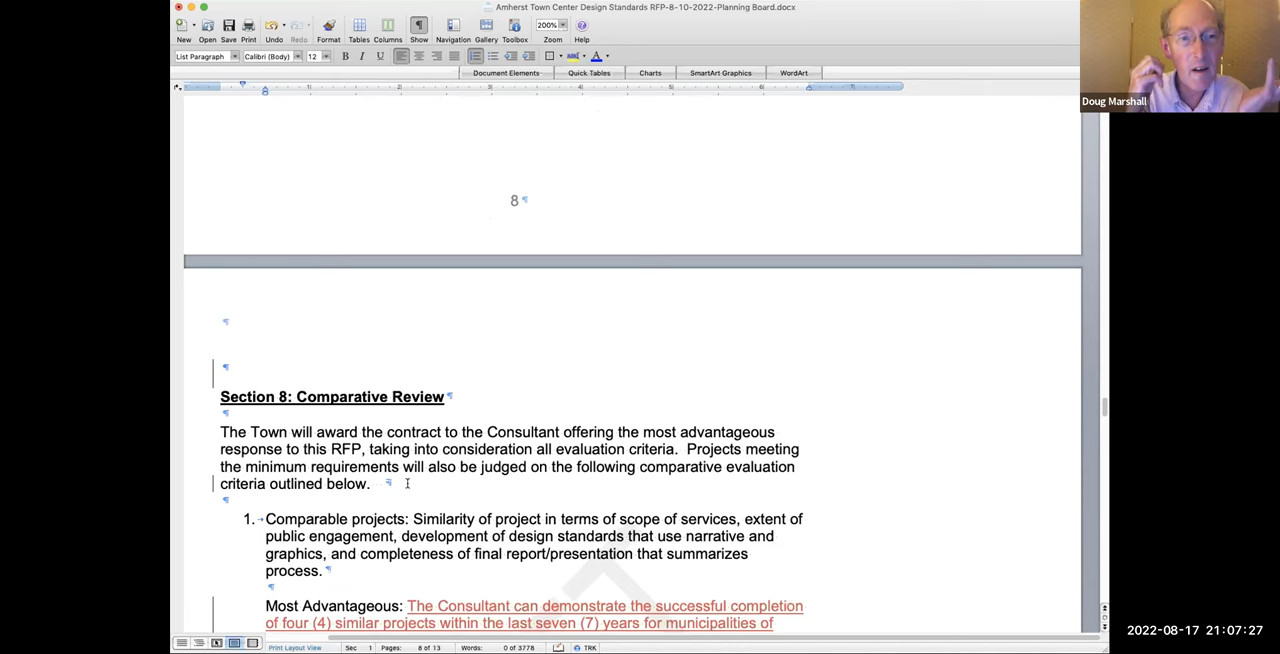 Amherst Town Center Design Standards RFP-8-10-2022-Planning Board.docx
200%
New Open Save Print Undo Redo Format Tables Columns Show Navigation Gallery Toolbox Zoom Help
List Paragraph Calibri (Body) 12 B I U A
Document Elements Quick Tables Charts SmartArt Graphics WordArt
Doug Marshall
1 2 3 4 5 6 7
8
Section 8: Comparative Review
The Town will award the contract to the Consultant offering the most advantageous
response to this RFP, taking into consideration all evaluation criteria.  Projects meeting
the minimum requirements will also be judged on the following comparative evaluation
criteria outlined below.
1. Comparable projects: Similarity of project in terms of scope of services, extent of
public engagement, development of design standards that use narrative and
graphics, and completeness of final report/presentation that summarizes
process.
Most Advantageous: The Consultant can demonstrate the successful completion
of four (4) similar projects within the last seven (7) years for municipalities of
Print Layout View Sec 1 Pages: 8 of 13 Words: 0 of 3778 TRK
2022-08-17 21:07:27